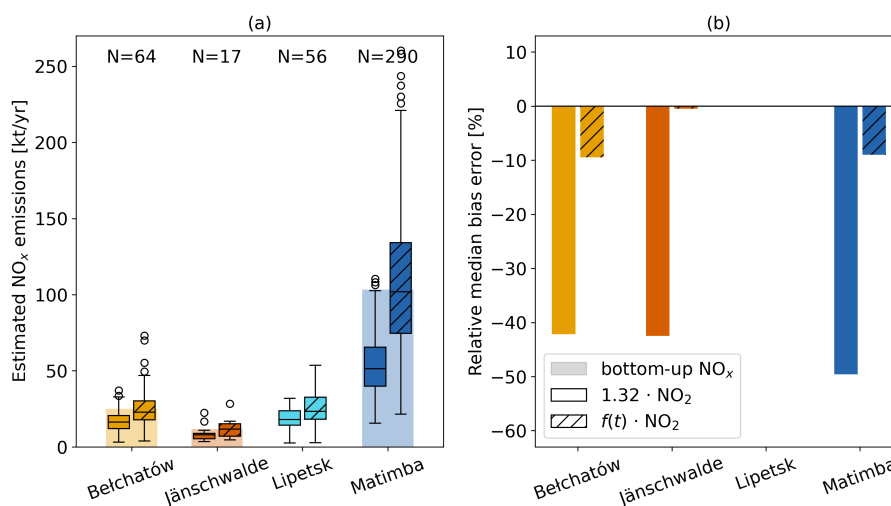 (a)
N=64 N=17 N=56 N=290
Estimated NOx emissions [kt/yr]
250
200
150
100
50
0
Bełchatów Jänschwalde Lipetsk Matimba
(b)
Relative median bias error [%]
10
0
−10
−20
−30
−40
−50
−60
bottom-up NOx
1.32 · NO2
f(t) · NO2
Bełchatów Jänschwalde Lipetsk Matimba